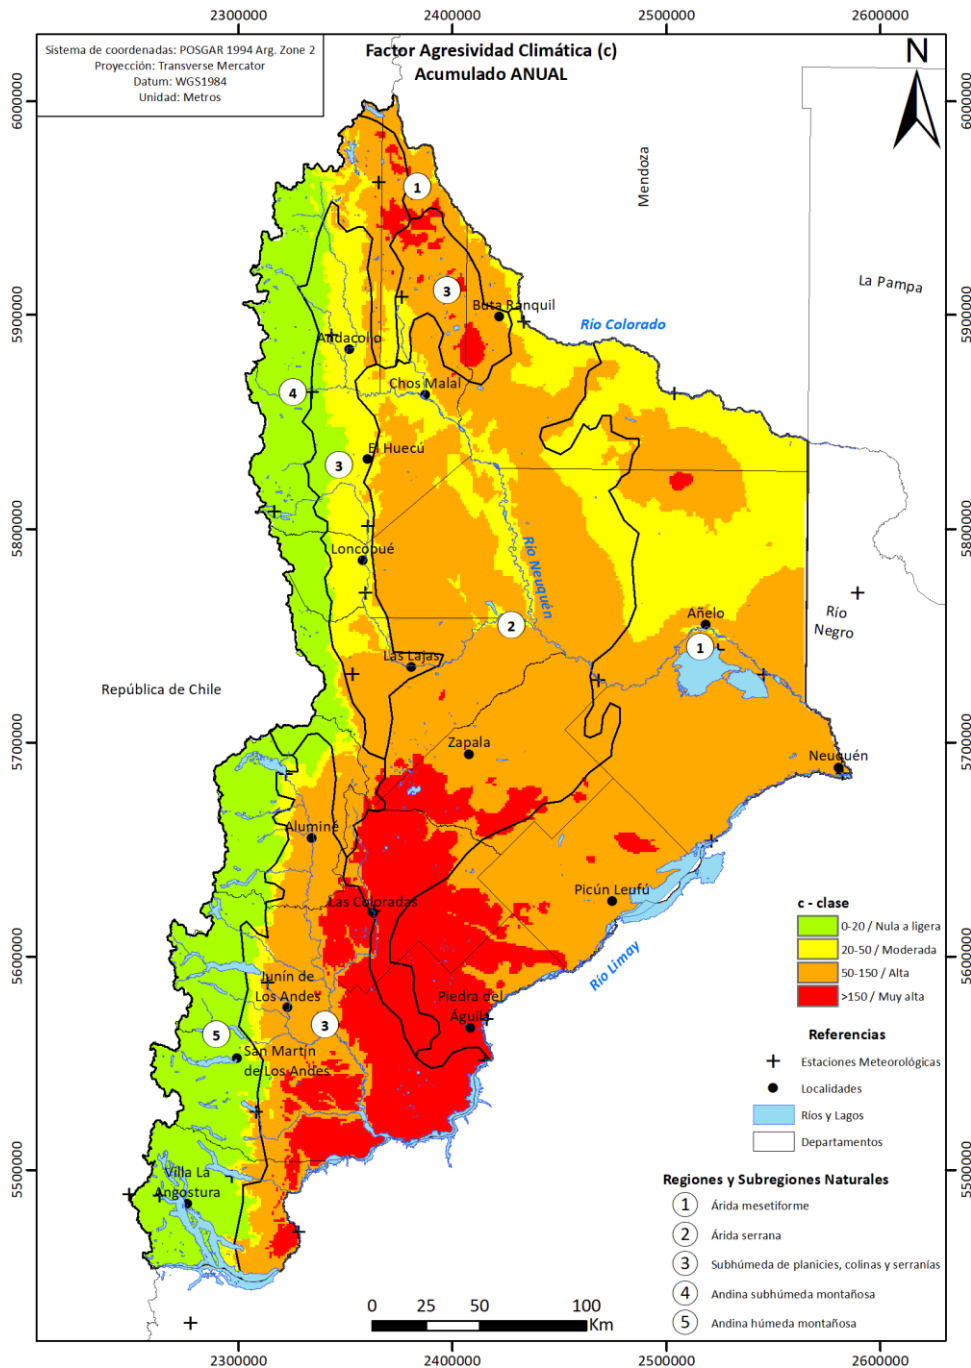 2300000
2400000
2500000
2600000
Sistema de coordenadas: POSGAR 1994 Arg. Zone 2
Proyección: Transverse Mercator
Datum: WGS1984
Unidad: Metros
Factor Agresividad Climática (c)
Acumulado ANUAL
N
6000000
6000000
Mendoza
1
La Pampa
3
Buta Ranquil
5900000
5900000
Río Colorado
Andacollo
4
Chos Malal
El Huecú
3
5800000
5800000
Loncopué
Río Neuquén
2
Añelo
Río
Negro
1
Las Lajas
República de Chile
5700000
5700000
Zapala
Neuquén
Aluminé
Picún Leufú
Las Coloradas
c - clase
0-20 / Nula a ligera
20-50 / Moderada
50-150 / Alta
>150 / Muy alta
5600000
5600000
Río Limay
Junín de
Los Andes
Piedra del
Águila
3
5
San Martín
de Los Andes
Referencias
Estaciones Meteorológicas
Localidades
Ríos y Lagos
Departamentos
5500000
5500000
Villa La
Angostura
Regiones y Subregiones Naturales
1 Árida mesetiforme
2 Árida serrana
3 Subhúmeda de planicies, colinas y serranías
4 Andina subhúmeda montañosa
5 Andina húmeda montañosa
0 25 50 100
Km
2300000
2400000
2500000
2600000